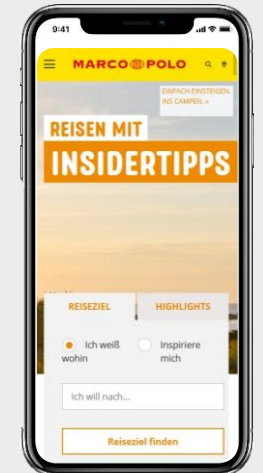 9:41
MARCO POLO
EINFACH EINSTEIGEN.
INS CAMPEN. »
REISEN MIT
INSIDERTIPPS
REISEZIEL
HIGHLIGHTS
Ich weiß
wohin
Inspiriere
mich
Ich will nach...
Reiseziel finden